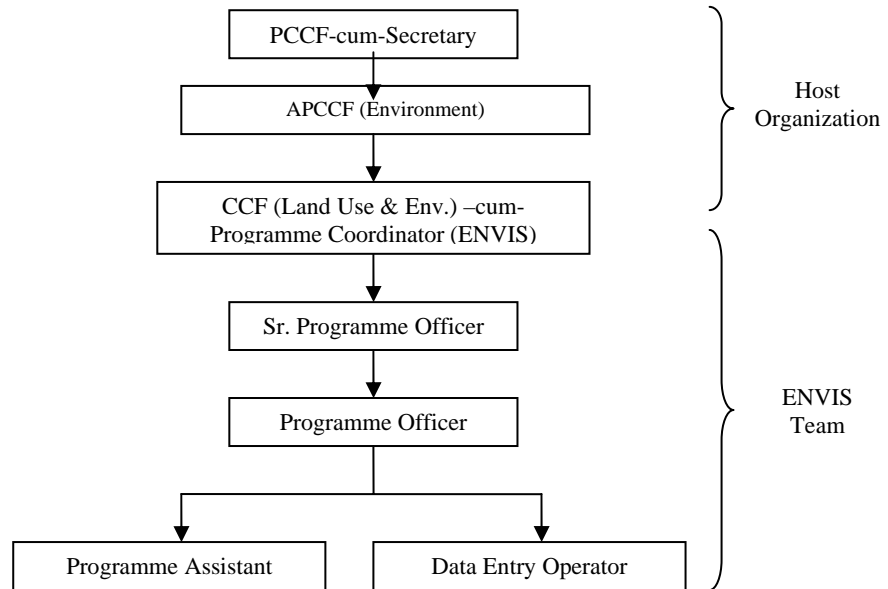 PCCF-cum-Secretary
APCCF (Environment)
Host
Organization
CCF (Land Use & Env.) –cum-
Programme Coordinator (ENVIS)
Sr. Programme Officer
Programme Officer
ENVIS
Team
Programme Assistant
Data Entry Operator